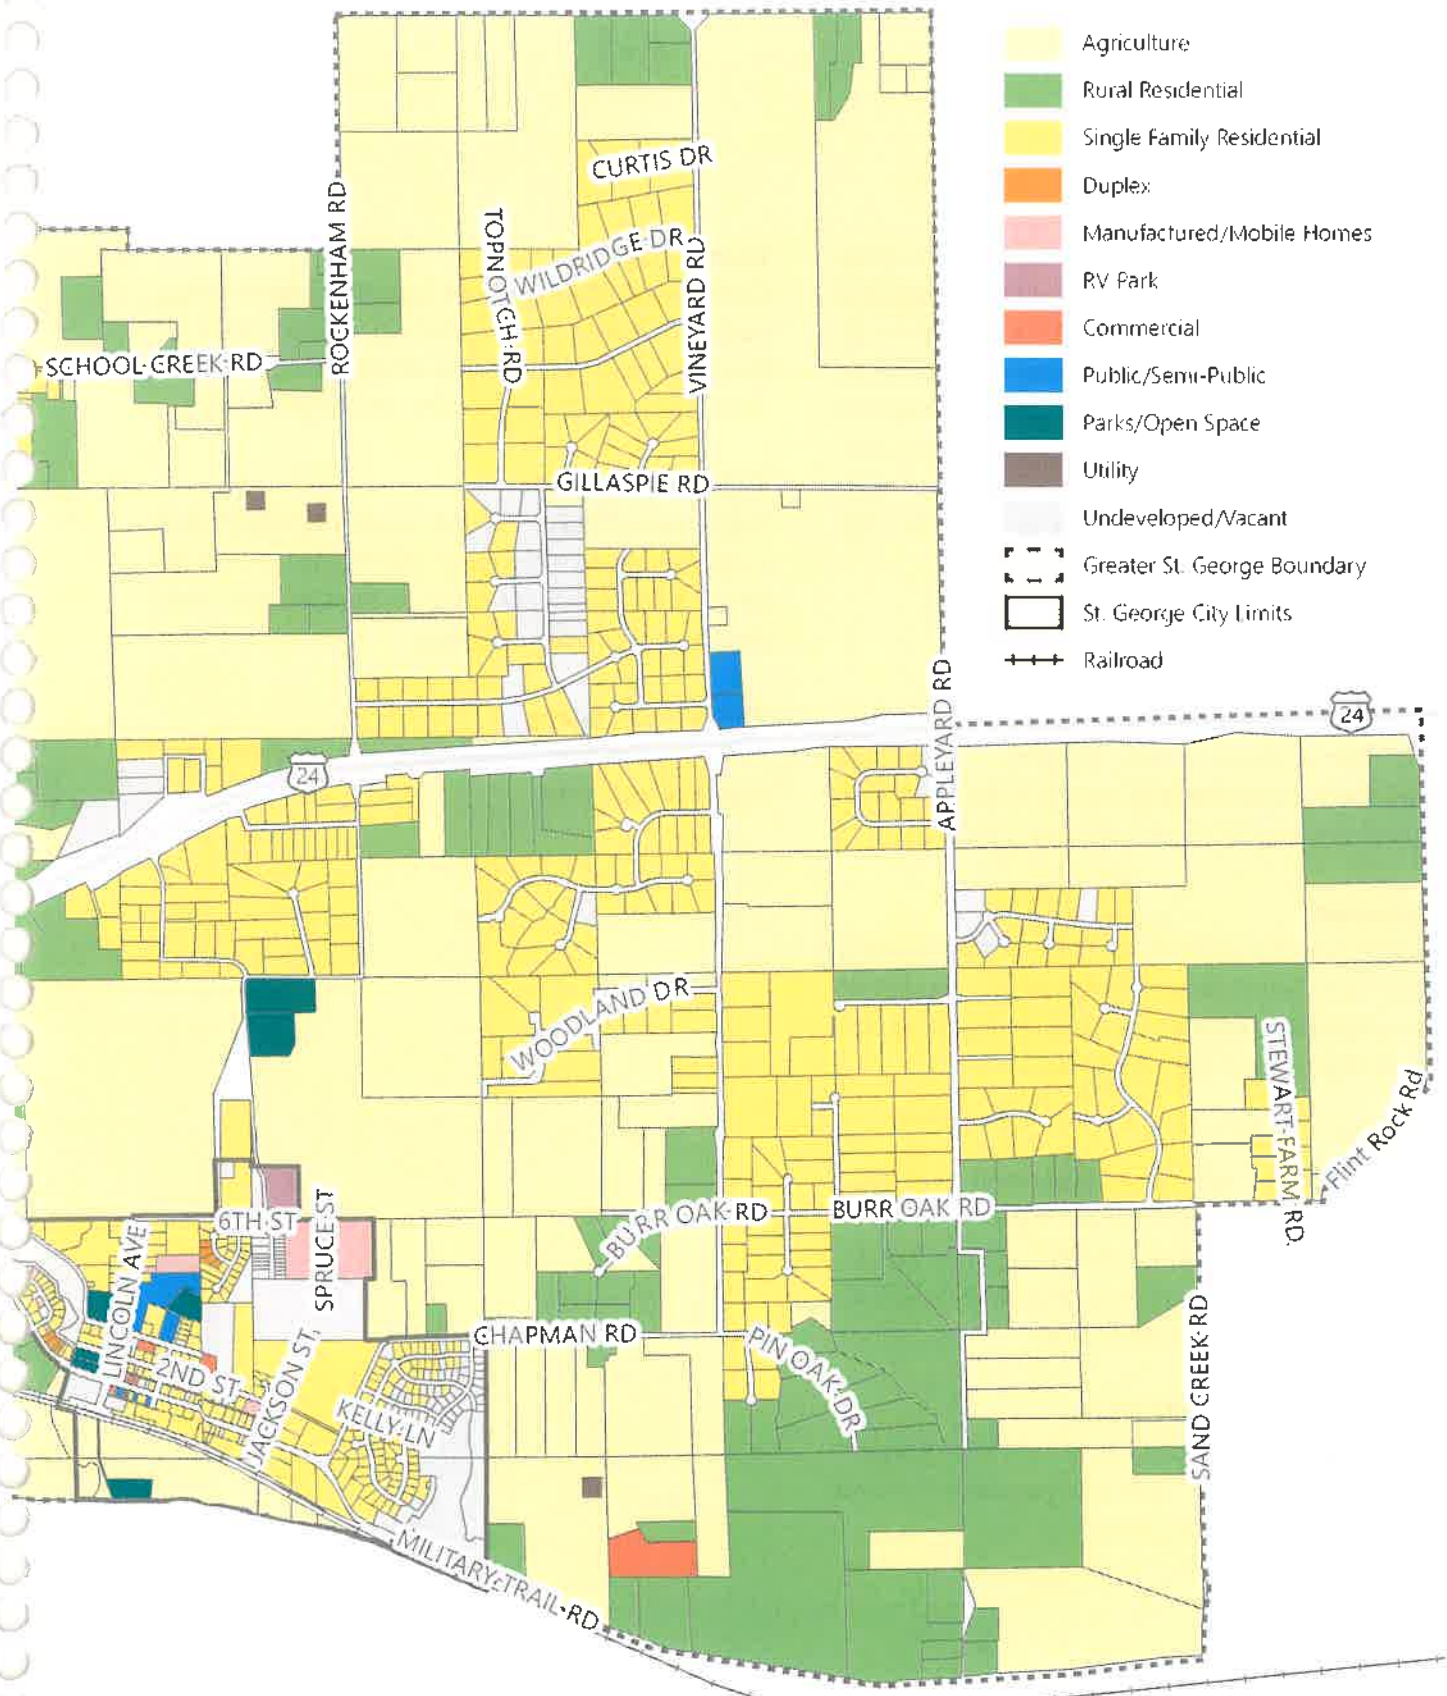 Agriculture
Rural Residential
Single Family Residential
Duplex
Manufactured/Mobile Homes
RV Park
Commercial
Public/Semi-Public
Parks/Open Space
Utility
Undeveloped/Vacant
Greater St. George Boundary
St. George City Limits
Railroad
CURTIS DR
ROCKENHAM RD
TOPNOTCH RD
WILDRIDGE DR
VINEYARD RD
SCHOOL CREEK RD
GILLASPIE RD
APPLEYARD RD
24
24
WOODLAND DR
STEWART FARM RD.
Flint Rock Rd
BURR OAK RD
BURR OAK RD
6TH ST
SPRUCE ST
LINCOLN AVE
CHAPMAN RD
PIN OAK DR
SAND CREEK RD
2ND ST
JACKSON ST.
KELLY LN
MILITARY TRAIL RD